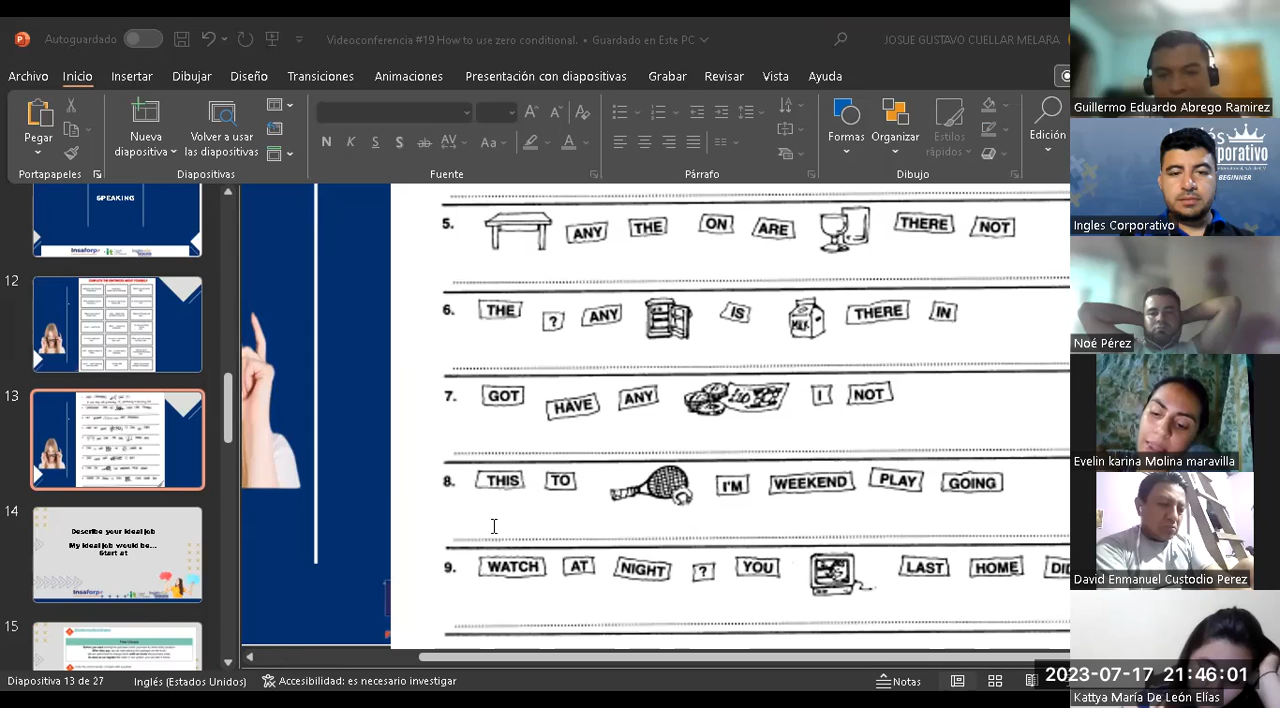 Autoguardado
Videoconferencia #19 How to use zero conditional. • Guardado en Este PC
JOSUE GUSTAVO CUELLAR MELARA
Archivo Inicio Insertar Dibujar Diseño Transiciones Animaciones Presentación con diapositivas Grabar Revisar Vista Ayuda
Pegar
Nueva diapositiva
Volver a usar las diapositivas
N K S S ab AV Aa A
Formas
Organizar
Estilos rápidos
Edición
Portapapeles
Diapositivas
Fuente
Párrafo
Dibujo
SPEAKING
Insaforp
12
13
14
Describe your ideal job
My ideal job would be...
Start at
Insaforp
15
5. ANY THE ON ARE THERE NOT
6. THE ? ANY IS MILK THERE IN
7. GOT HAVE ANY I NOT
8. THIS TO I'M WEEKEND PLAY GOING
9. WATCH AT NIGHT ? YOU LAST HOME
Diapositiva 13 de 27
Inglés (Estados Unidos)
Accesibilidad: es necesario investigar
Notas
Guillermo Eduardo Abrego Ramirez
BEGINNER
Ingles Corporativo
Noé Pérez
Evelin karina Molina maravilla
David Enmanuel Custodio Perez
2023-07-17 21:46:01
Kattya María De León Elías